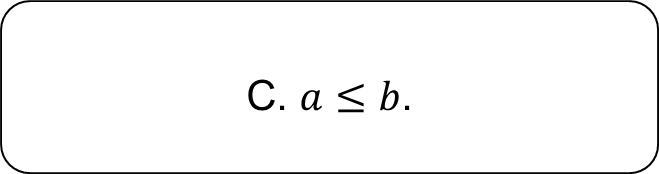 C. 𝑎 ≤ 𝑏.